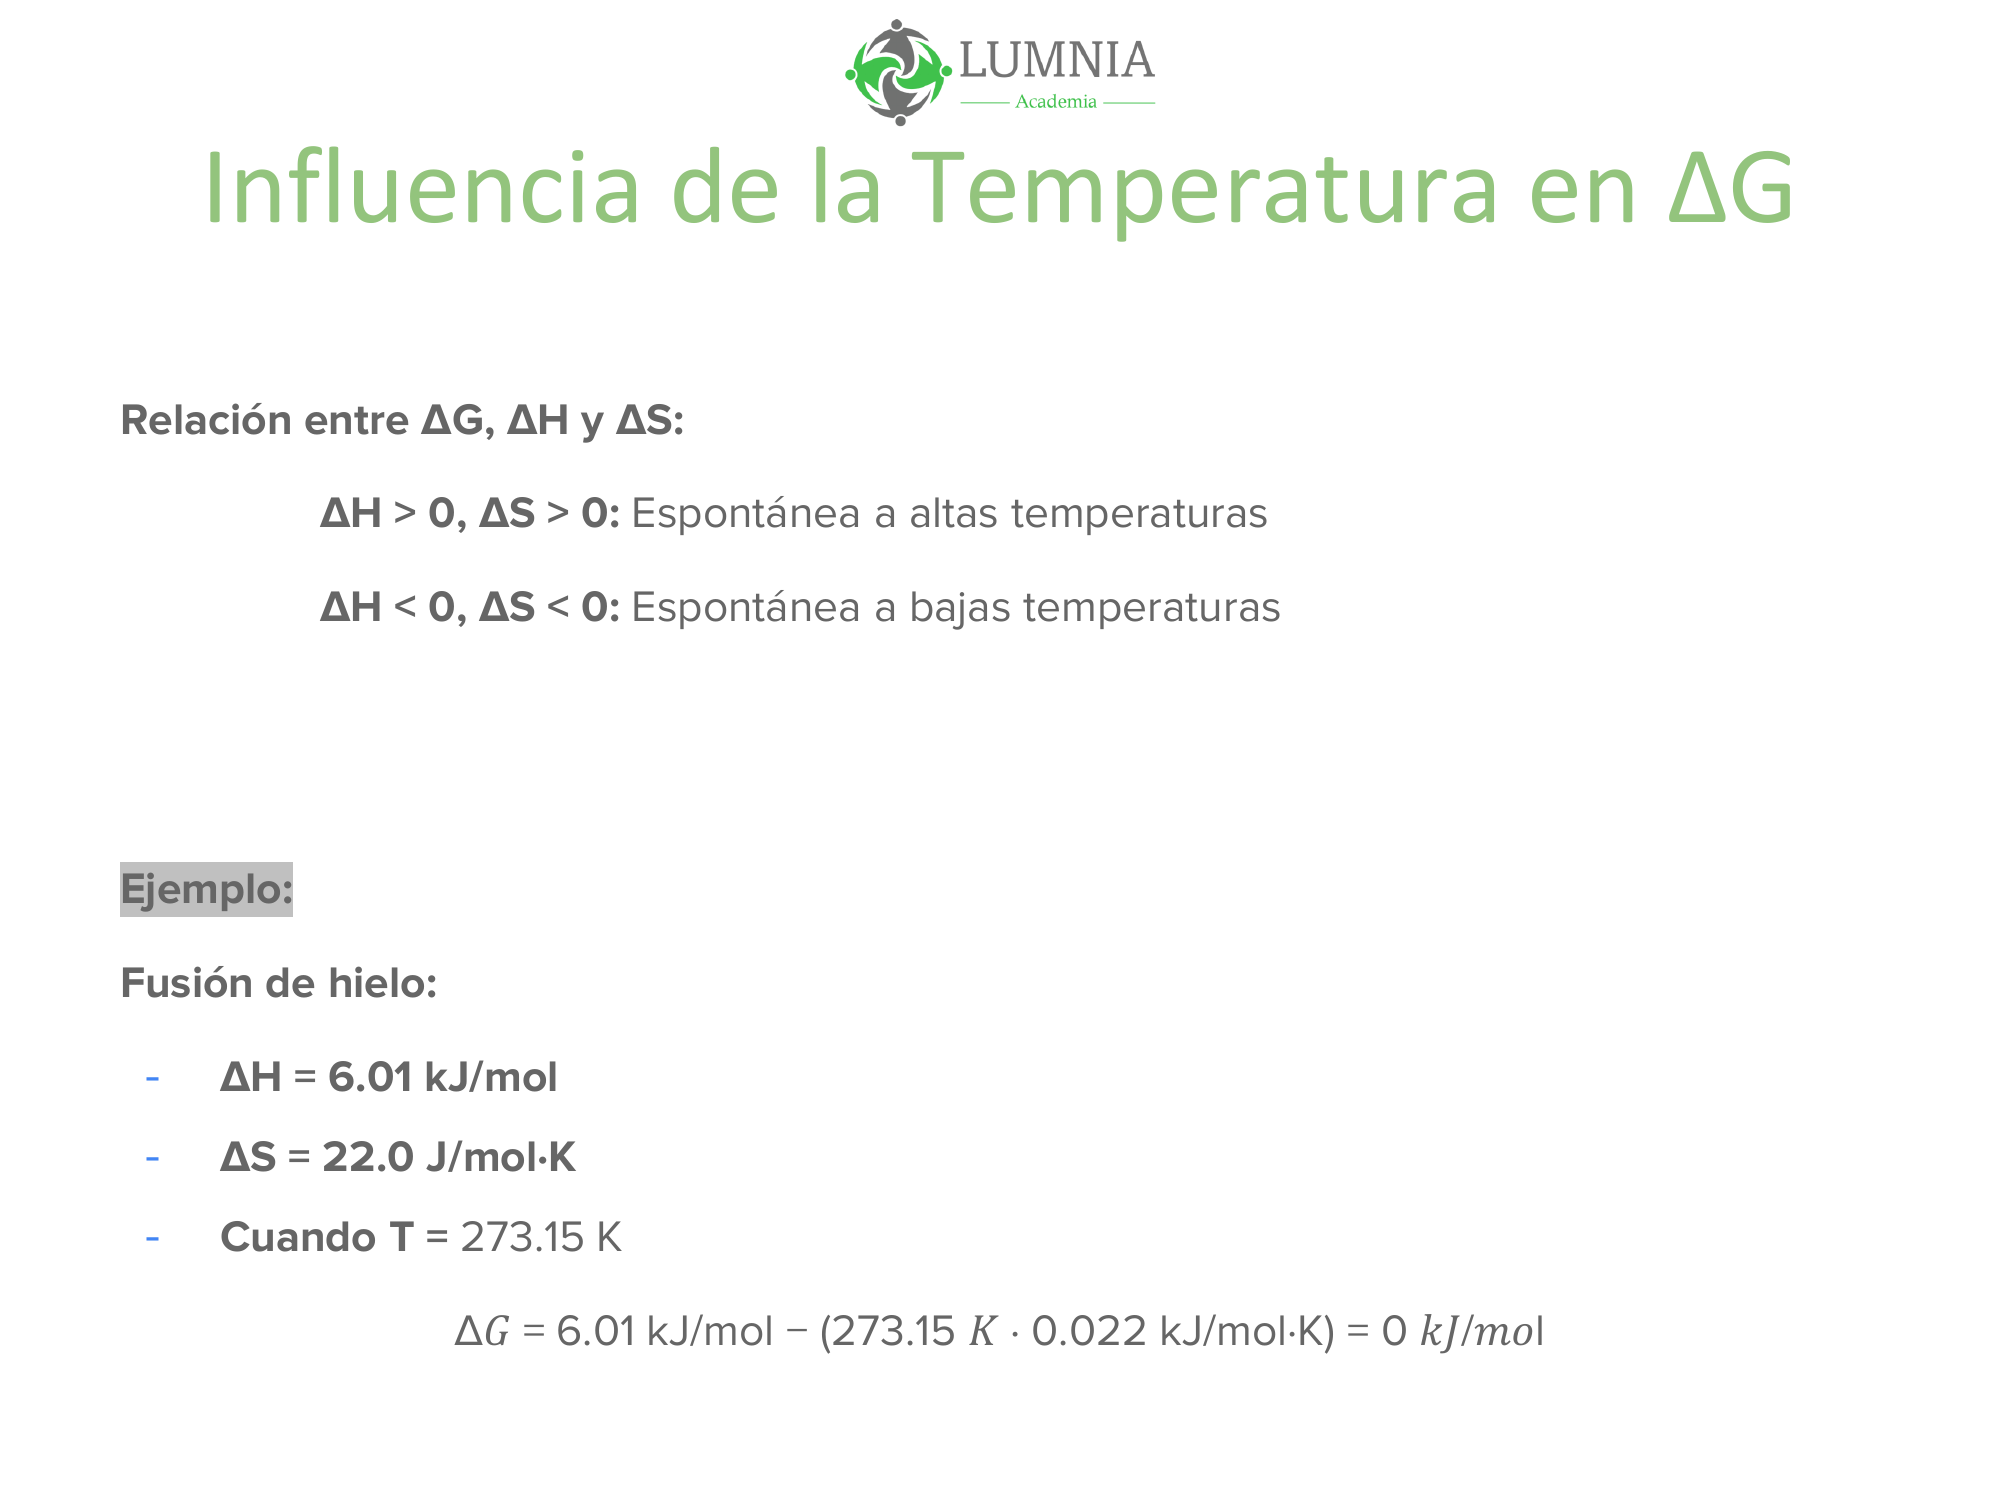 LUMNIA
Academia
Influencia de la Temperatura en ΔG
Relación entre ΔG, ΔH y ΔS:
ΔH > 0, ΔS > 0: Espontánea a altas temperaturas
ΔH < 0, ΔS < 0: Espontánea a bajas temperaturas
Ejemplo:
Fusión de hielo:
- ΔH = 6.01 kJ/mol
- ΔS = 22.0 J/mol·K
- Cuando T = 273.15 K
Δ𝐺 = 6.01 kJ/mol − (273.15 𝐾 · 0.022 kJ/mol·K) = 0 𝑘𝐽/𝑚𝑜l